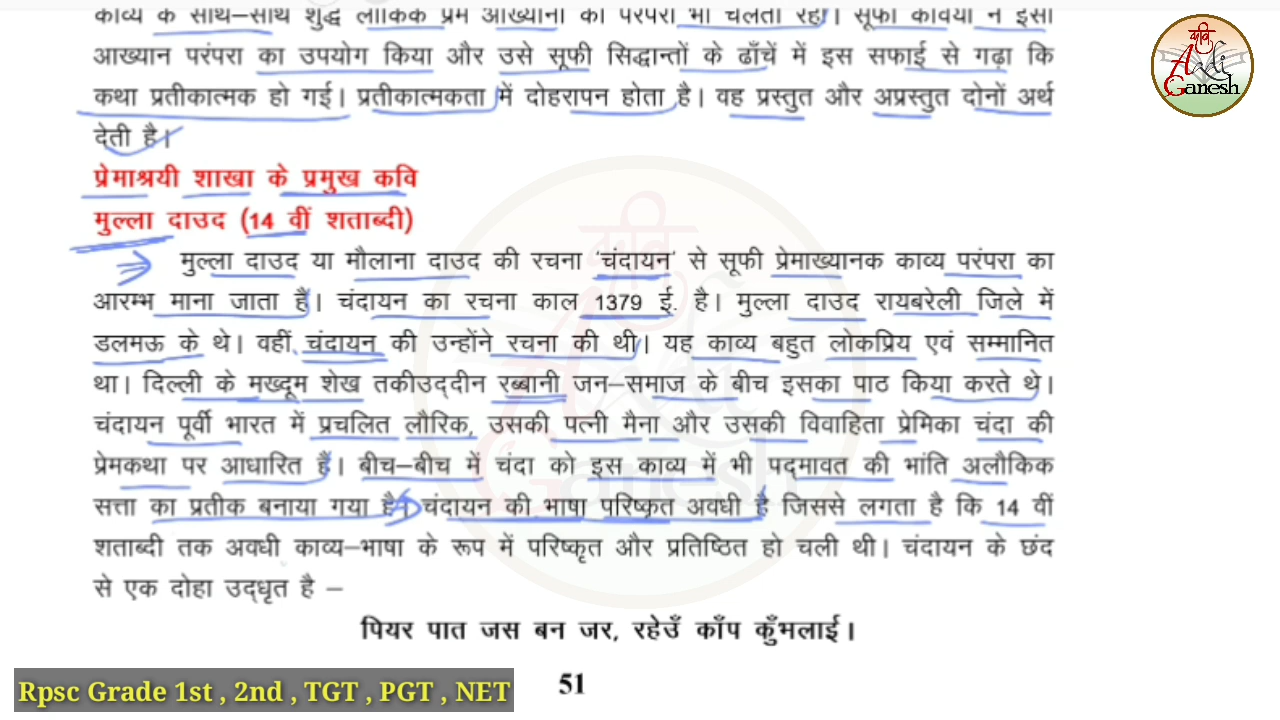 काव्य के साथ–साथ शुद्ध लौकिक प्रेम आख्यानों की परंपरा भी चलती रही। सूफी कवियों ने इसी
आख्यान परंपरा का उपयोग किया और उसे सूफी सिद्धान्तों के ढाँचें में इस सफाई से गढ़ा कि
कथा प्रतीकात्मक हो गई। प्रतीकात्मकता में दोहरापन होता है। वह प्रस्तुत और अप्रस्तुत दोनों अर्थ
देती है।
प्रेमाश्रयी शाखा के प्रमुख कवि
मुल्ला दाउद (14 वीं शताब्दी)
मुल्ला दाउद या मौलाना दाउद की रचना 'चंदायन' से सूफी प्रेमाख्यानक काव्य परंपरा का
आरम्भ माना जाता है। चंदायन का रचना काल 1379 ई. है। मुल्ला दाउद रायबरेली जिले में
डलमऊ के थे। वहीं चंदायन की उन्होंने रचना की थी। यह काव्य बहुत लोकप्रिय एवं सम्मानित
था। दिल्ली के मख्दूम शेख तकीउद्दीन रब्बानी जन–समाज के बीच इसका पाठ किया करते थे।
चंदायन पूर्वी भारत में प्रचलित लौरिक, उसकी पत्नी मैना और उसकी विवाहिता प्रेमिका चंदा की
प्रेमकथा पर आधारित है। बीच–बीच में चंदा को इस काव्य में भी पद्मावत की भांति अलौकिक
सत्ता का प्रतीक बनाया गया है। चंदायन की भाषा परिष्कृत अवधी है जिससे लगता है कि 14 वीं
शताब्दी तक अवधी काव्य–भाषा के रूप में परिष्कृत और प्रतिष्ठित हो चली थी। चंदायन के छंद
से एक दोहा उद्धृत है –
पियर पात जस बन जर, रहेउँ काँप कुँभलाई।
51
Rpsc Grade 1st , 2nd , TGT , PGT , NET
कवि
Aadi
Ganesh